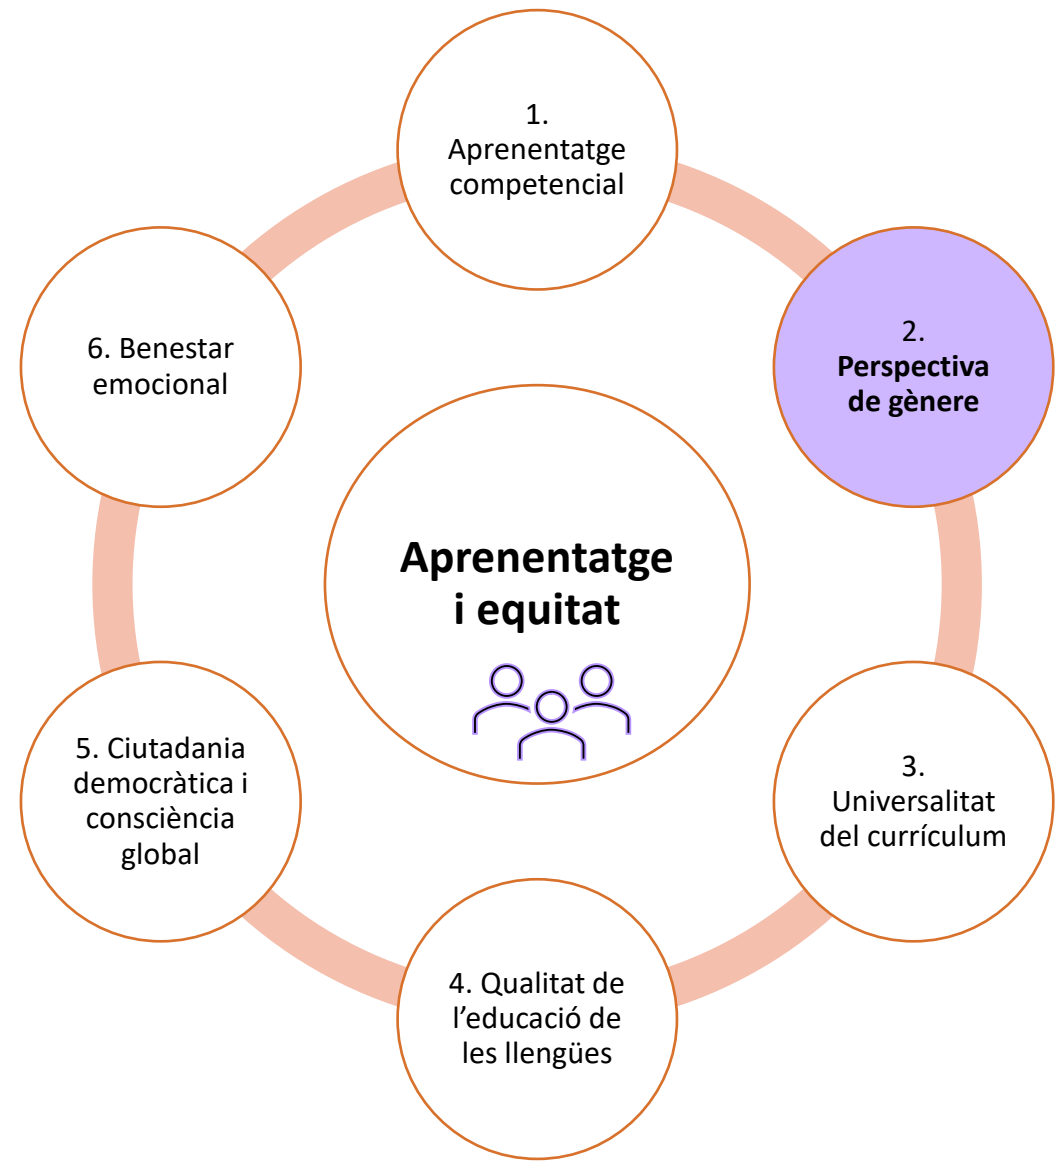 1.
Aprenentatge
competencial
2.
Perspectiva
de gènere
3.
Universalitat
del currículum
4. Qualitat de
l’educació de
les llengües
5. Ciutadania
democràtica i
consciència
global
6. Benestar
emocional
Aprenentatge
i equitat